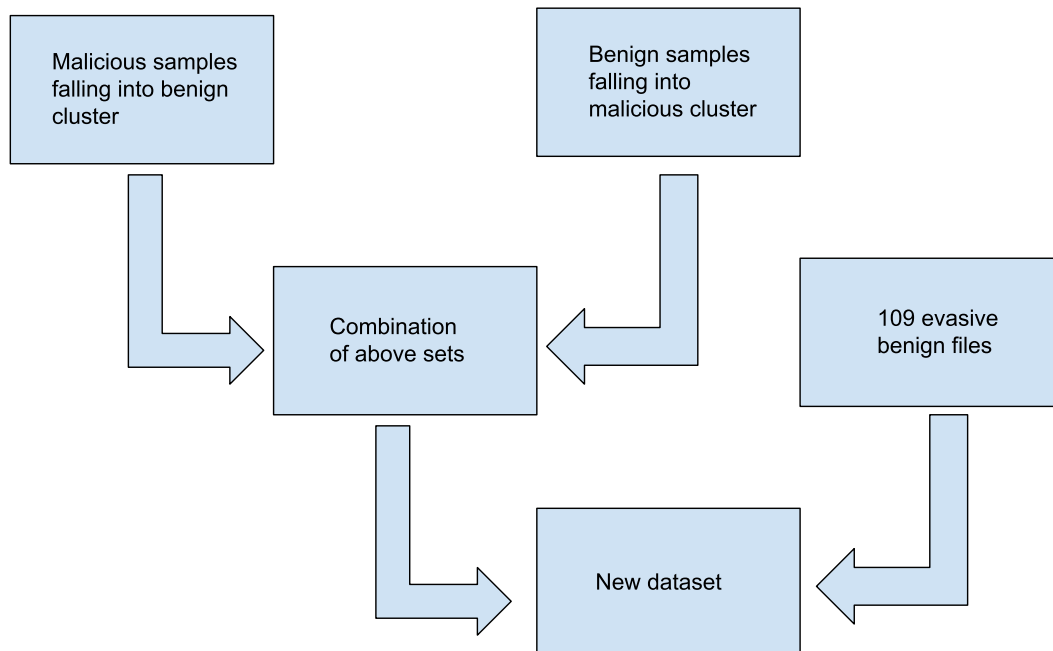 Malicious samples
falling into benign
cluster
Benign samples
falling into
malicious cluster
Combination
of above sets
109 evasive
benign files
New dataset